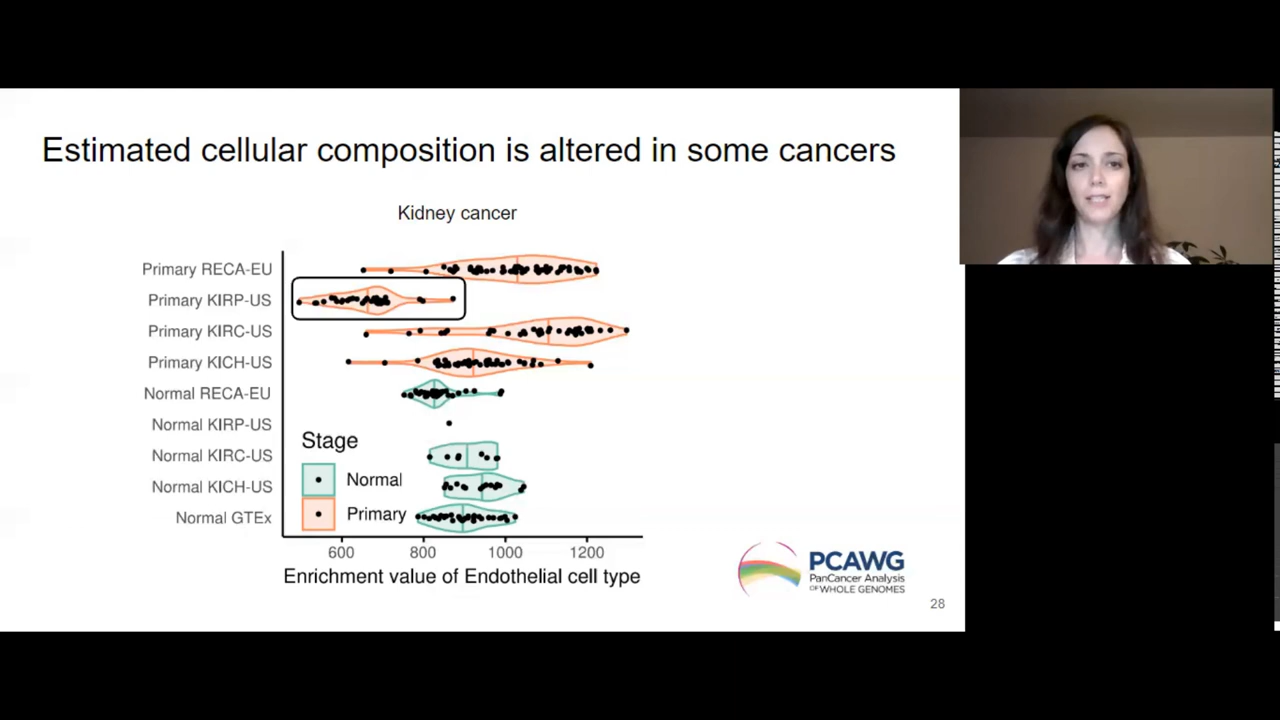 Estimated cellular composition is altered in some cancers
Kidney cancer
Primary RECA-EU
Primary KIRP-US
Primary KIRC-US
Primary KICH-US
Normal RECA-EU
Normal KIRP-US
Normal KIRC-US
Normal KICH-US
Normal GTEx
Stage
Normal
Primary
600 800 1000 1200
Enrichment value of Endothelial cell type
PCAWG
PanCancer Analysis
OF WHOLE GENOMES
28